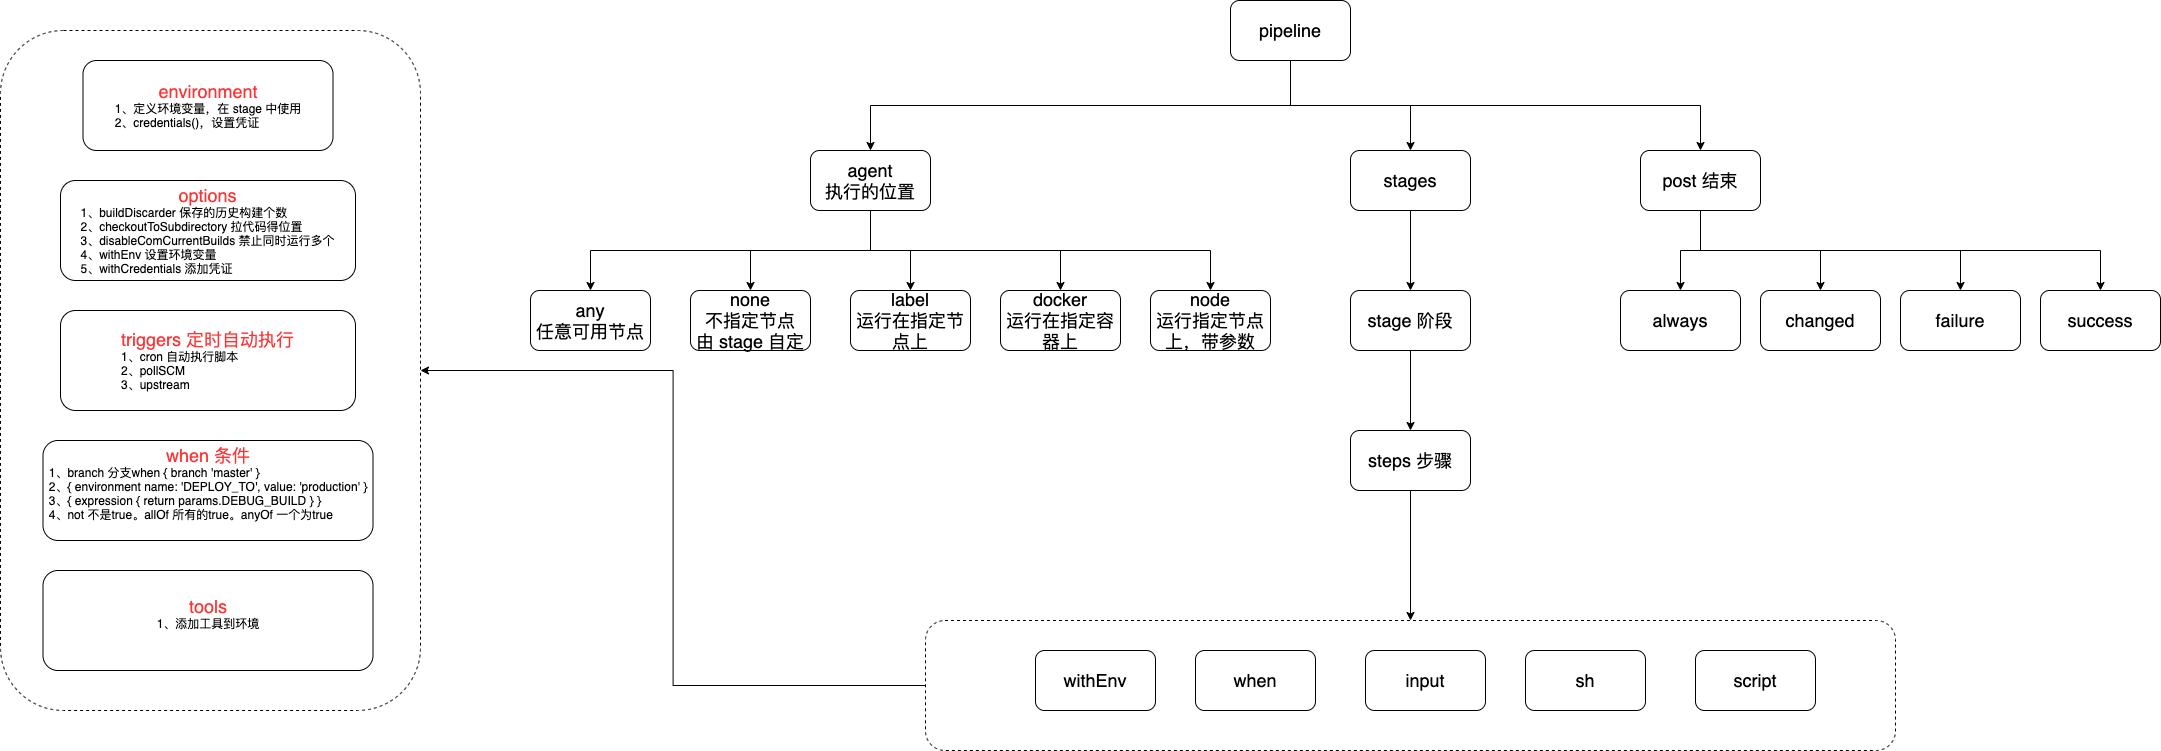 pipeline
environment
1、定义环境变量，在 stage 中使用
2、credentials()，设置凭证
options
1、buildDiscarder 保存的历史构建个数
2、checkoutToSubdirectory 拉代码得位置
3、disableComCurrentBuilds 禁止同时运行多个
4、withEnv 设置环境变量
5、withCredentials 添加凭证
triggers 定时自动执行
1、cron 自动执行脚本
2、pollSCM
3、upstream
when 条件
1、branch 分支when { branch 'master' }
2、{ environment name: 'DEPLOY_TO', value: 'production' }
3、{ expression { return params.DEBUG_BUILD } }
4、not 不是true。allOf 所有的true。anyOf 一个为true
tools
1、添加工具到环境
agent
执行的位置
stages
post 结束
any
任意可用节点
none
不指定节点
由 stage 自定
label
运行在指定节
点上
docker
运行在指定容
器上
node
运行指定节点
上，带参数
stage 阶段
always
changed
failure
success
steps 步骤
withEnv
when
input
sh
script